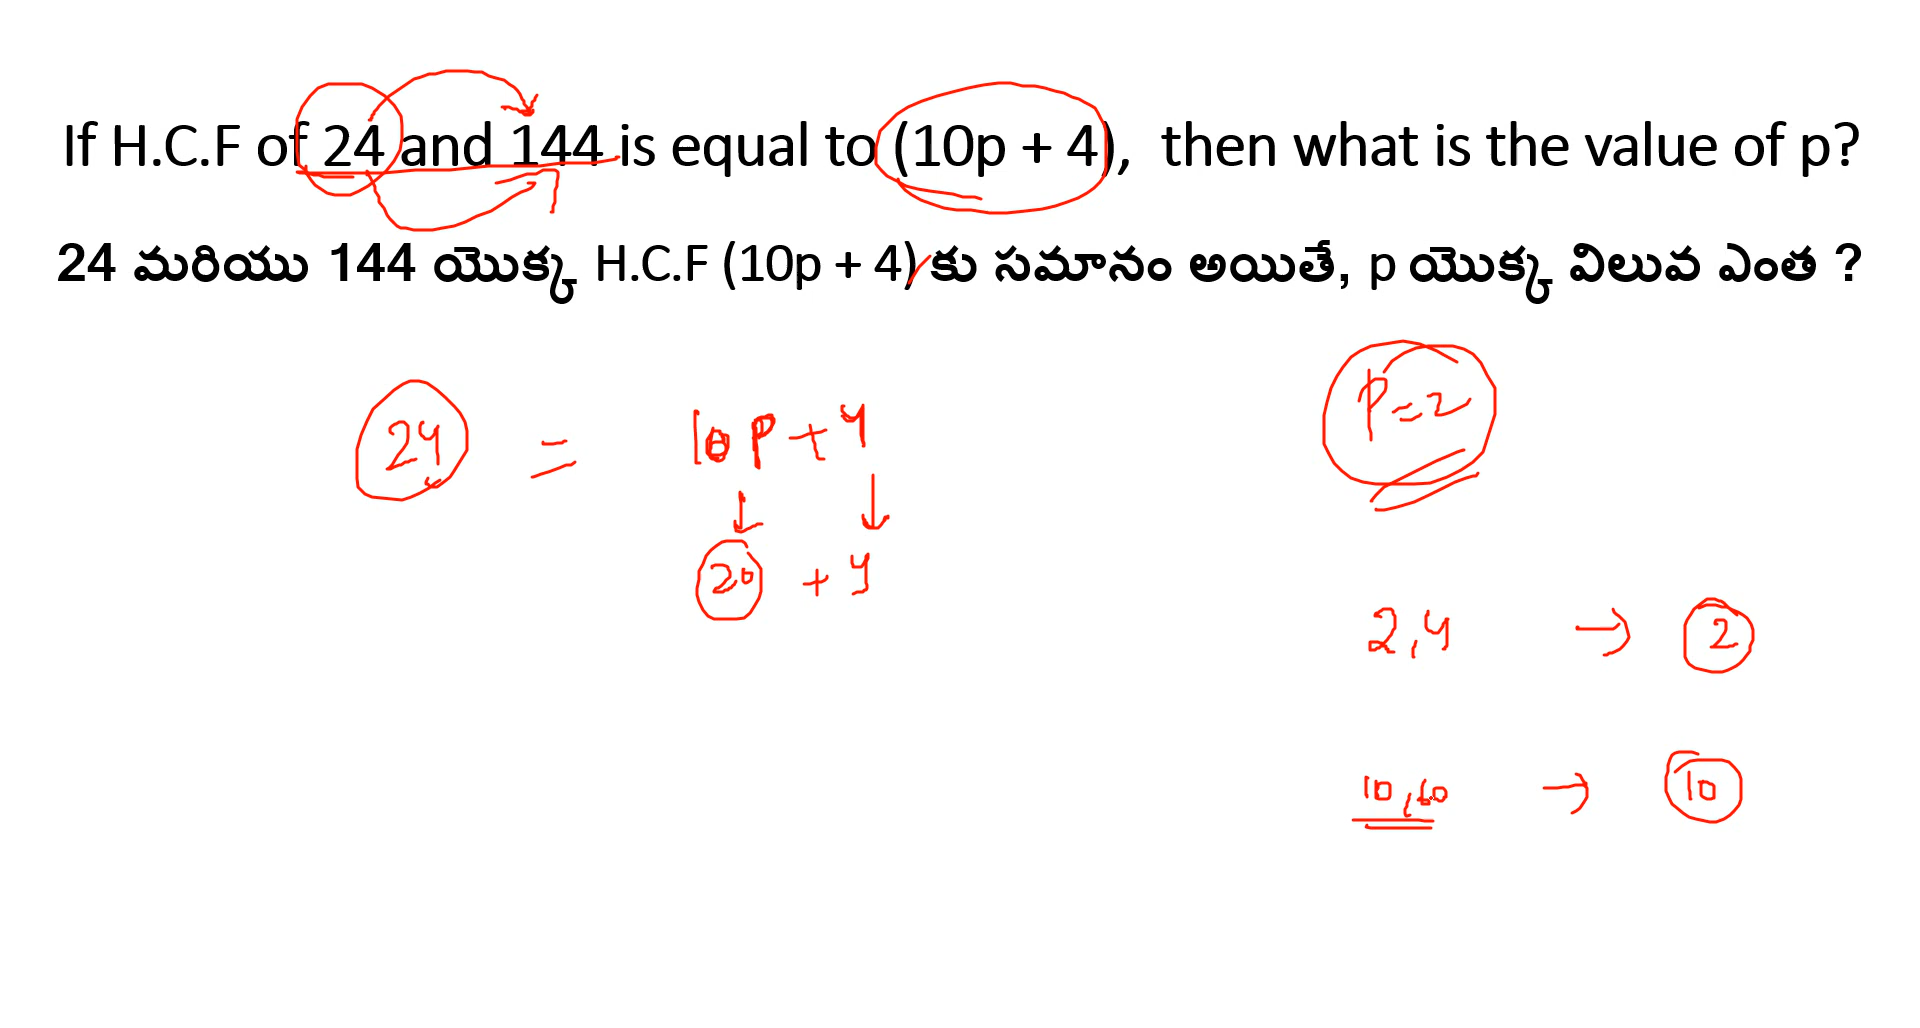 If H.C.F of 24 and 144 is equal to (10p + 4), then what is the value of p?
24 మరియు 144 యొక్క H.C.F (10p + 4) కు సమానం అయితే, p యొక్క విలువ ఎంత ?
P=2
24 = 10P+4
20 + 4
2,4 → 2
10,60 → 10